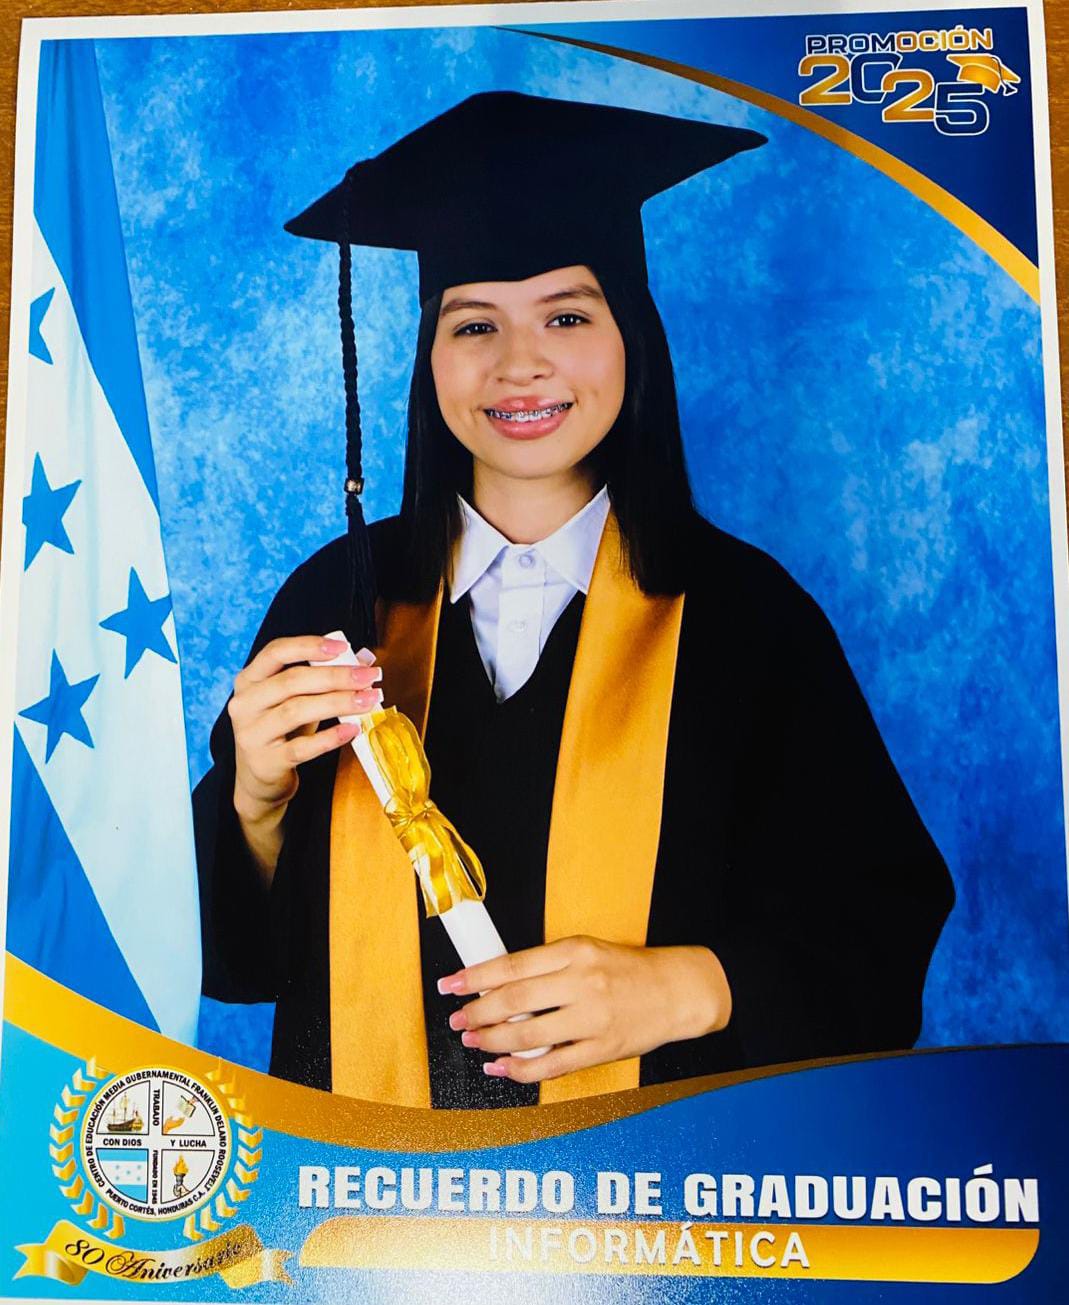 PROMOCIÓN
2025
CENTRO DE EDUCACIÓN MEDIA GUBERNAMENTAL FRANKLIN DELANO ROOSEVELT
TRABAJO
CON DIOS
Y LUCHA
FUNDADO EN 1945
PUERTO CORTÉS, HONDURAS C.A.
80 Aniversario
RECUERDO DE GRADUACIÓN
INFORMÁTICA